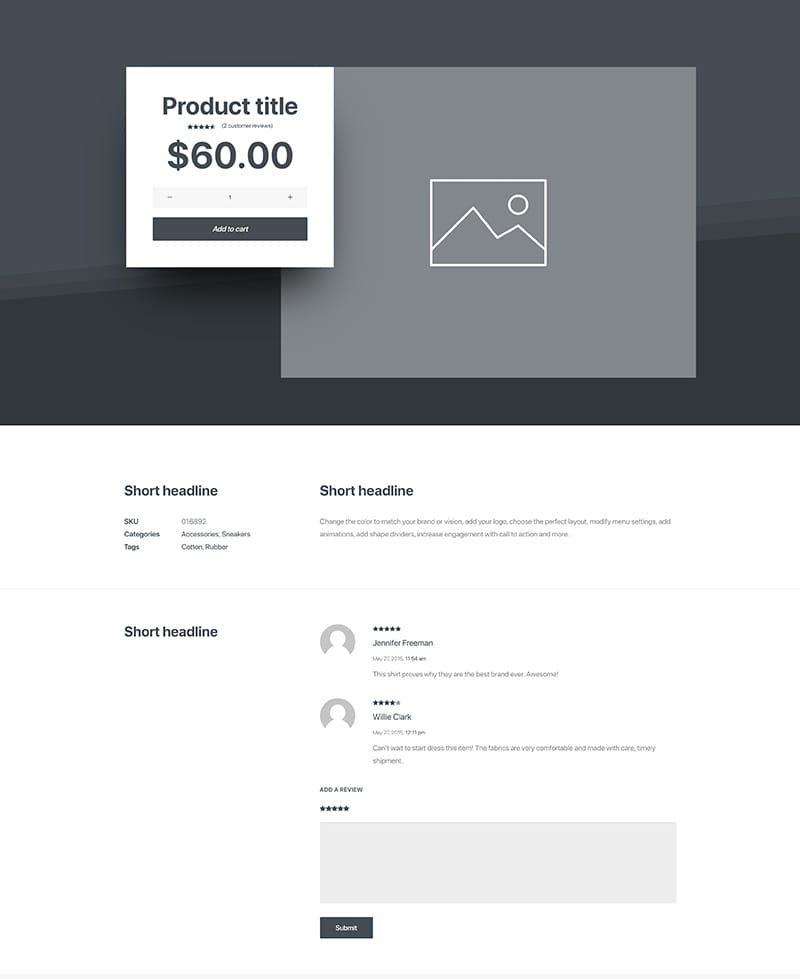 Product title
(2 customer reviews)
$60.00
− 1 +
Add to cart
Short headline
SKU 016892
Categories Accessories, Sneakers
Tags Cotton, Rubber
Short headline
Change the color to match your brand or vision, add your logo, choose the perfect layout, modify menu settings, add
animations, add shape dividers, increase engagement with call to action and more.
Short headline
Jennifer Freeman
May 27, 2015, 11:54 am
This shirt proves why they are the best brand ever. Awesome!
Willie Clark
May 27, 2015, 12:11 pm
Can't wait to start dress this item! The fabrics are very comfortable and made with care, timely
shipment.
ADD A REVIEW
Submit